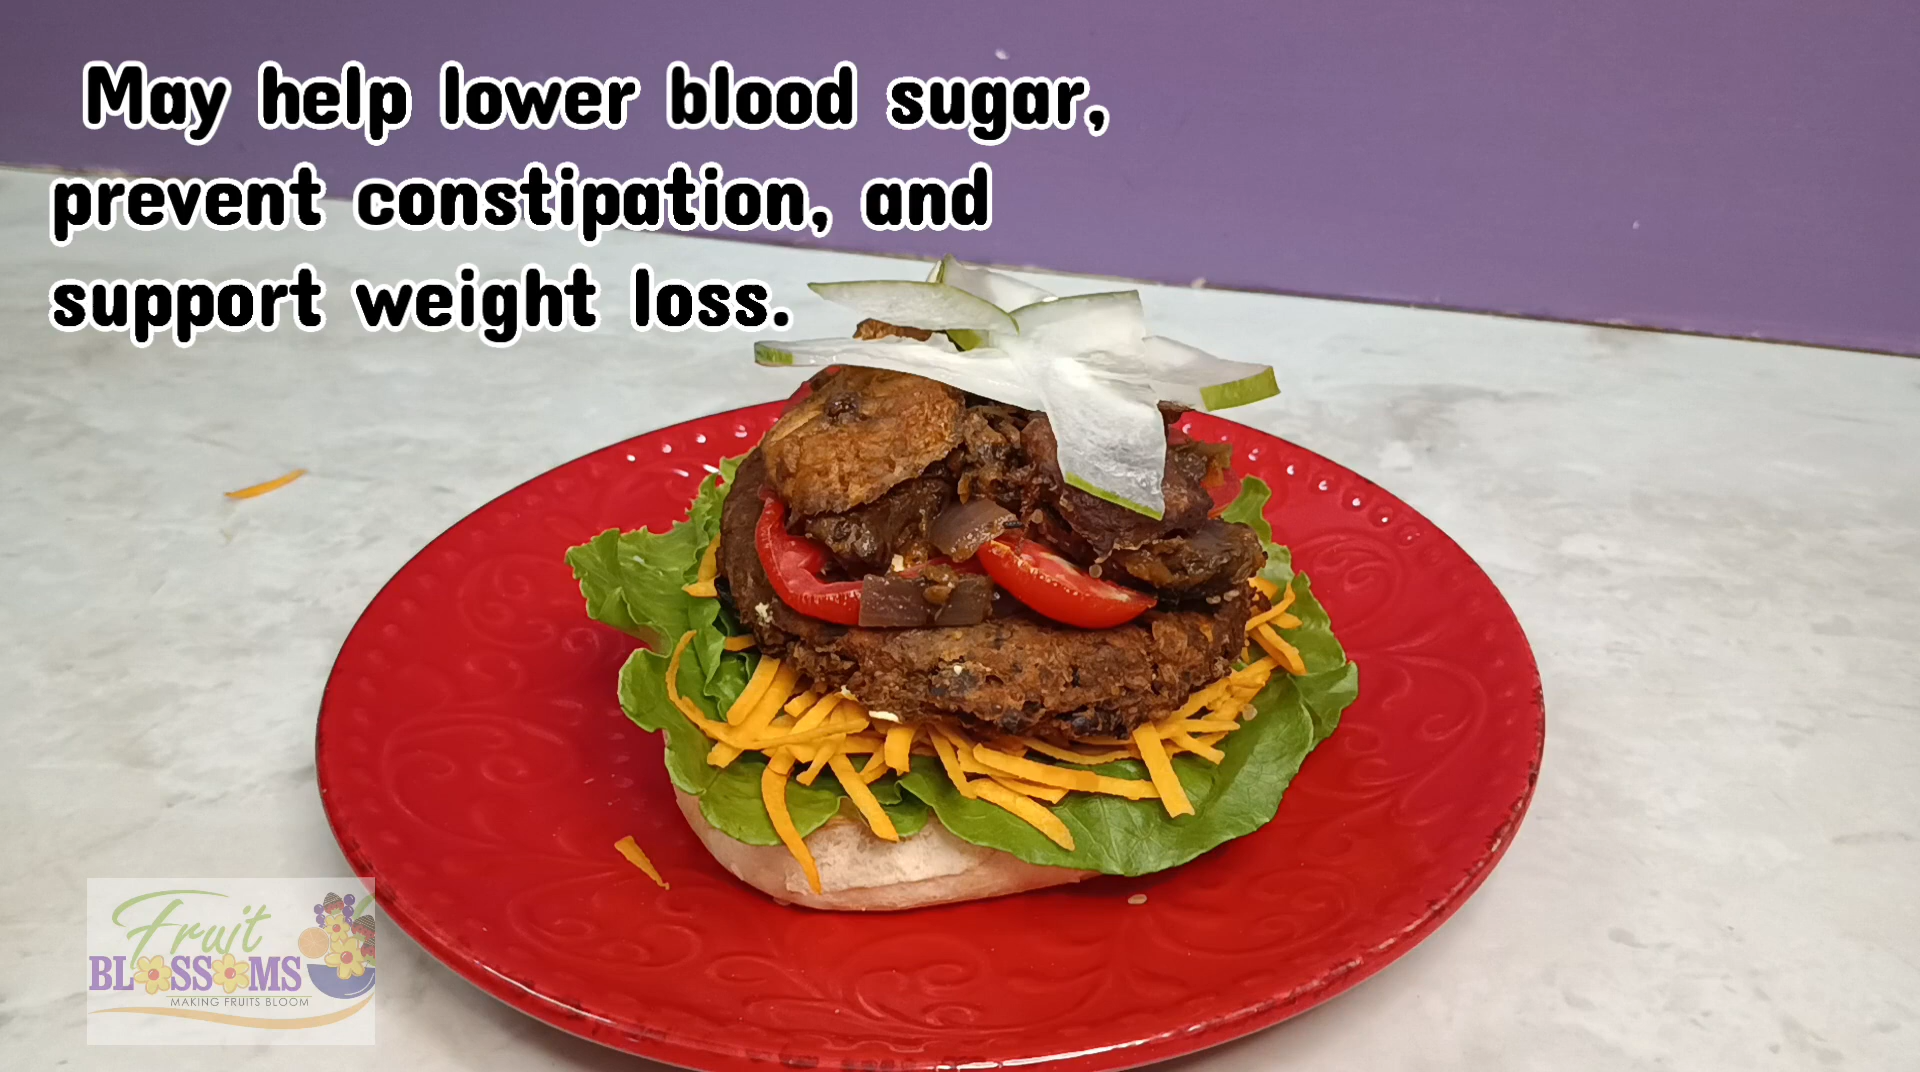 May help lower blood sugar,
prevent constipation, and
support weight loss.
Fruit
BLOSSOMS
MAKING FRUITS BLOOM